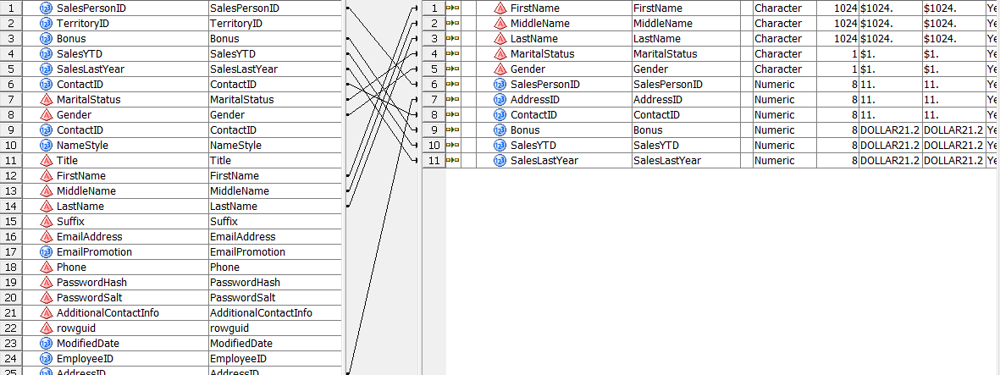 1 SalesPersonID SalesPersonID 1 FirstName FirstName Character 1024 $1024. $1024. Ye
2 TerritoryID TerritoryID 2 MiddleName MiddleName Character 1024 $1024. $1024. Ye
3 Bonus Bonus 3 LastName LastName Character 1024 $1024. $1024. Ye
4 SalesYTD SalesYTD 4 MaritalStatus MaritalStatus Character 1 $1. $1. Ye
5 SalesLastYear SalesLastYear 5 Gender Gender Character 1 $1. $1. Ye
6 ContactID ContactID 6 SalesPersonID SalesPersonID Numeric 8 11. 11. Ye
7 MaritalStatus MaritalStatus 7 AddressID AddressID Numeric 8 11. 11. Ye
8 Gender Gender 8 ContactID ContactID Numeric 8 11. 11. Ye
9 ContactID ContactID 9 Bonus Bonus Numeric 8 DOLLAR21.2 DOLLAR21.2 Ye
10 NameStyle NameStyle 10 SalesYTD SalesYTD Numeric 8 DOLLAR21.2 DOLLAR21.2 Ye
11 Title Title 11 SalesLastYear SalesLastYear Numeric 8 DOLLAR21.2 DOLLAR21.2 Ye
12 FirstName FirstName
13 MiddleName MiddleName
14 LastName LastName
15 Suffix Suffix
16 EmailAddress EmailAddress
17 EmailPromotion EmailPromotion
18 Phone Phone
19 PasswordHash PasswordHash
20 PasswordSalt PasswordSalt
21 AdditionalContactInfo AdditionalContactInfo
22 rowguid rowguid
23 ModifiedDate ModifiedDate
24 EmployeeID EmployeeID
25 AddressID AddressID